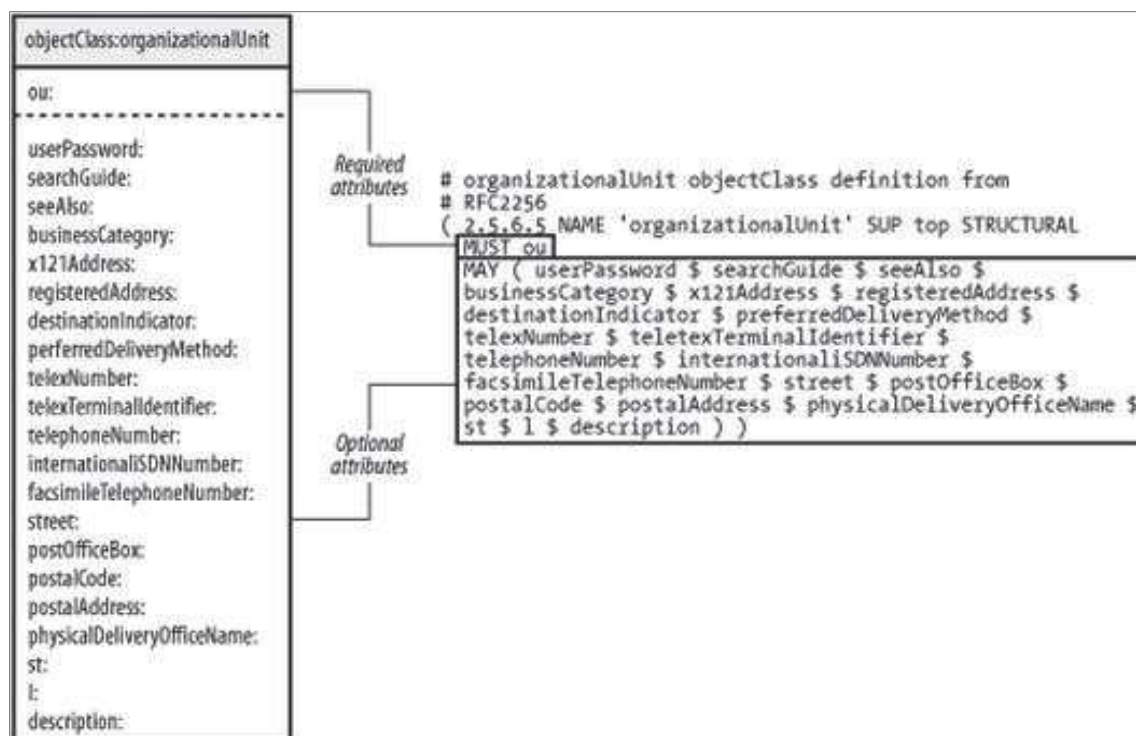 objectClass:organizationalUnit
ou:
userPassword:
searchGuide:
seeAlso:
businessCategory:
x121Address:
registeredAddress:
destinationIndicator:
perferredDeliveryMethod:
telexNumber:
telexTerminalIdentifier:
telephoneNumber:
internationaliSDNNumber:
facsimileTelephoneNumber:
street:
postOfficeBox:
postalCode:
postalAddress:
physicalDeliveryOfficeName:
st:
l:
description:
Required
attributes
Optional
attributes
# organizationalUnit objectClass definition from
# RFC2256
( 2.5.6.5 NAME 'organizationalUnit' SUP top STRUCTURAL
MUST ou
MAY ( userPassword $ searchGuide $ seeAlso $
businessCategory $ x121Address $ registeredAddress $
destinationIndicator $ preferredDeliveryMethod $
telexNumber $ teletexTerminalIdentifier $
telephoneNumber $ internationaliSDNNumber $
facsimileTelephoneNumber $ street $ postOfficeBox $
postalCode $ postalAddress $ physicalDeliveryOfficeName $
st $ l $ description ) )